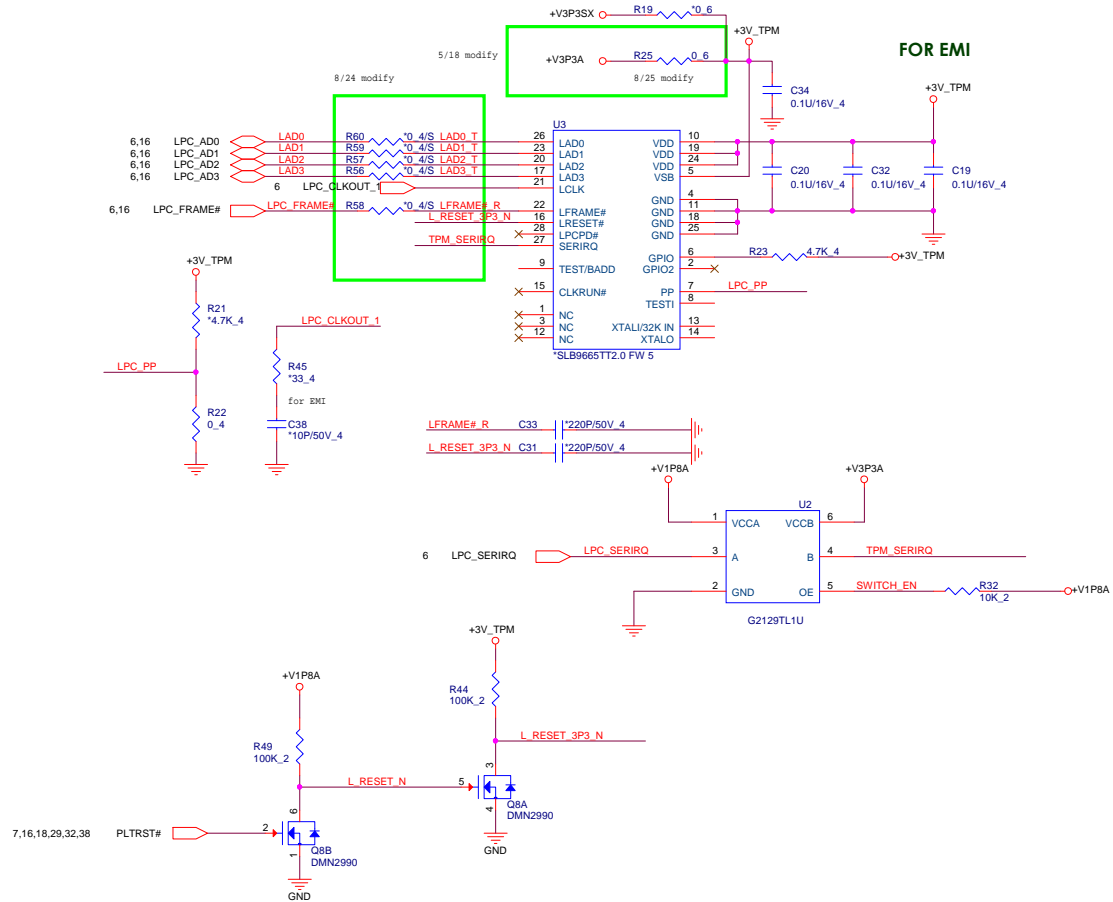 +V3P3SX R19 *0_6
+3V_TPM
FOR EMI
5/18 modify
+V3P3A R25 0_6
8/25 modify
8/24 modify
C34
0.1U/16V_4
+3V_TPM
U3
6,16 LPC_AD0 LAD0 R60 *0_4/S LAD0_T 26 LAD0 VDD 10
6,16 LPC_AD1 LAD1 R59 *0_4/S LAD1_T 23 LAD1 VDD 19
6,16 LPC_AD2 LAD2 R57 *0_4/S LAD2_T 20 LAD2 VDD 24
6,16 LPC_AD3 LAD3 R56 *0_4/S LAD3_T 17 LAD3 VSB 5
6 LPC_CLKOUT_1 21 LCLK
C20
0.1U/16V_4
C32
0.1U/16V_4
C19
0.1U/16V_4
GND 4
6,16 LPC_FRAME# LPC_FRAME# R58 *0_4/S LFRAME#_R 22 LFRAME# GND 11
L_RESET_3P3_N 16 LRESET# GND 18
28 LPCPD# GND 25
TPM_SERIRQ 27 SERIRQ
GPIO 6 R23 4.7K_4 +3V_TPM
9 TEST/BADD GPIO2 2
15 CLKRUN# PP 7 LPC_PP
TESTI 8
1 NC
3 NC XTALI/32K IN 13
12 NC XTALO 14
*SLB9665TT2.0 FW 5
+3V_TPM
R21
*4.7K_4
LPC_PP
R22
0_4
LPC_CLKOUT_1
R45
*33_4
for EMI
C38
*10P/50V_4
LFRAME#_R C33 *220P/50V_4
L_RESET_3P3_N C31 *220P/50V_4
+V1P8A
+V3P3A
U2
1 VCCA VCCB 6
6 LPC_SERIRQ LPC_SERIRQ 3 A B 4 TPM_SERIRQ
2 GND OE 5 SWITCH_EN R32 10K_2 +V1P8A
G2129TL1U
+3V_TPM
R44
100K_2
+V1P8A
R49
100K_2
L_RESET_3P3_N
L_RESET_N 5 3
Q8A
DMN2990
4
GND
7,16,18,29,32,38 PLTRST# 2 6
Q8B
DMN2990
1
GND